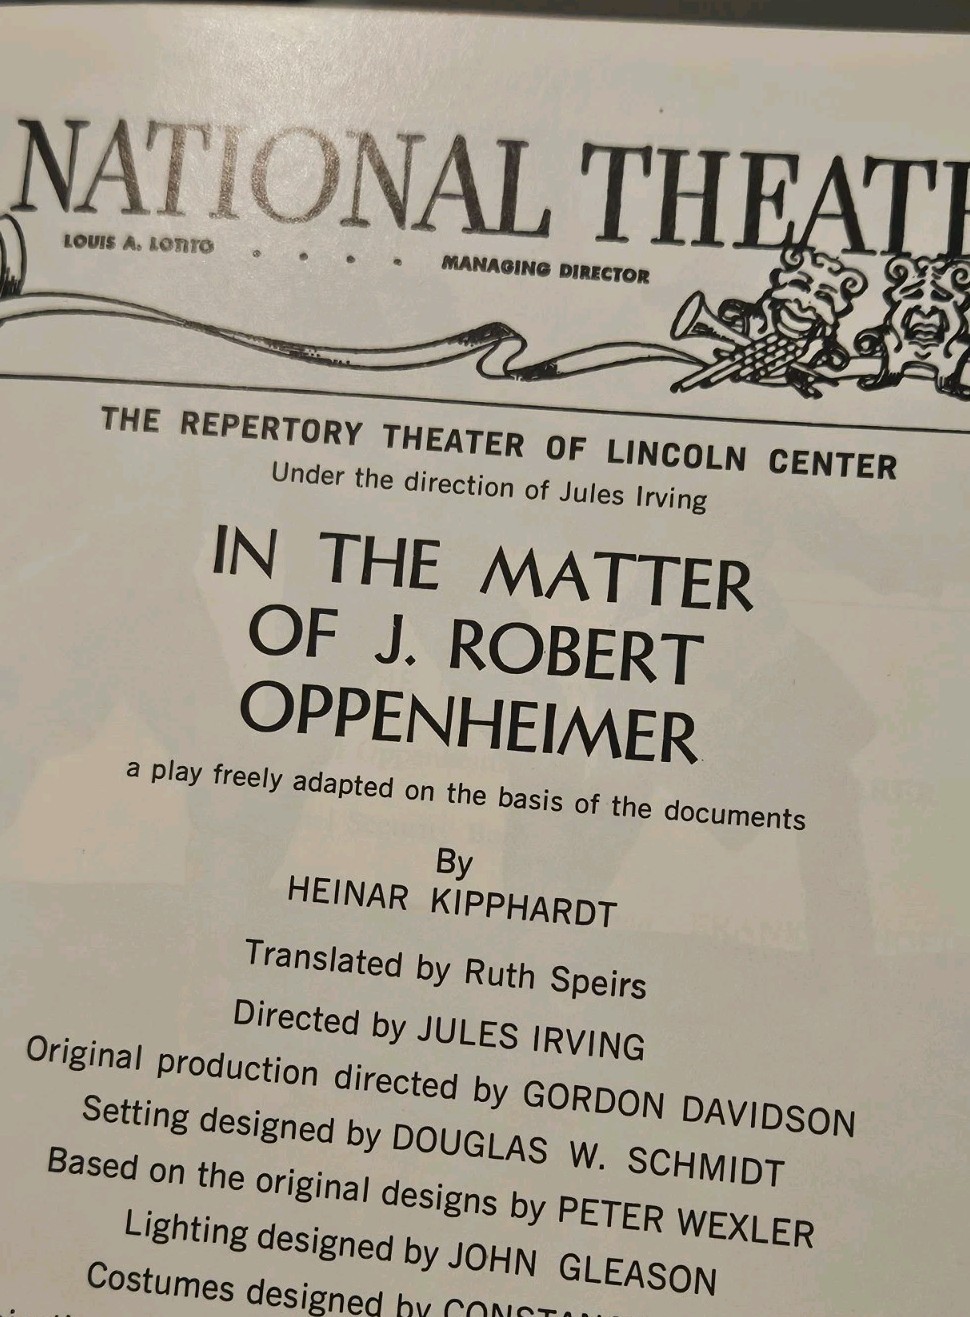 NATIONAL
LOUIS A. LOTITO . . . . MANAGING DIRECTOR
THE REPERTORY THEATER OF LINCOLN CENTER
Under the direction of Jules Irving
IN THE MATTER
OF J. ROBERT
OPPENHEIMER
a play freely adapted on the basis of the documents
By
HEINAR KIPPHARDT
Translated by Ruth Speirs
Directed by JULES IRVING
Original production directed by GORDON DAVIDSON
Setting designed by DOUGLAS W. SCHMIDT
Based on the original designs by PETER WEXLER
Lighting designed by JOHN GLEASON
Costumes designed by